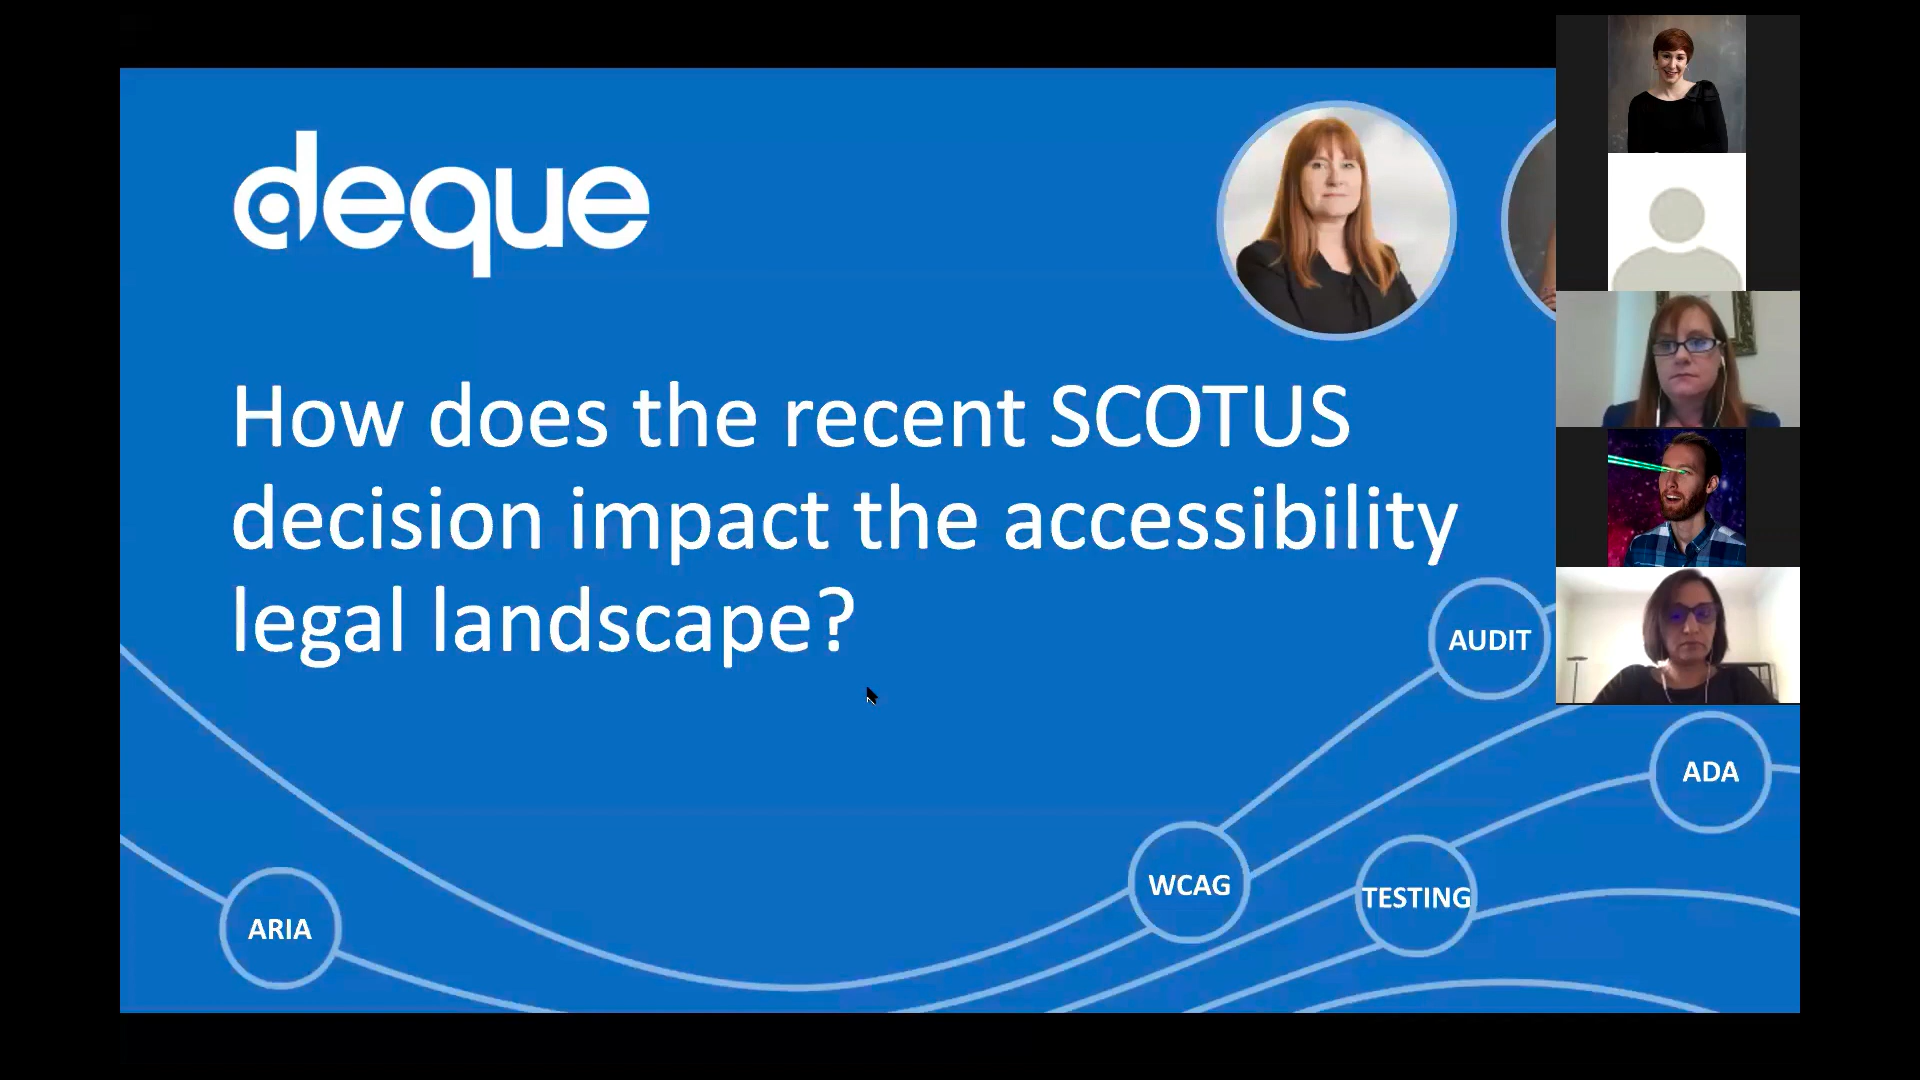 deque
How does the recent SCOTUS
decision impact the accessibility
legal landscape?
AUDIT
ADA
WCAG
TESTING
ARIA